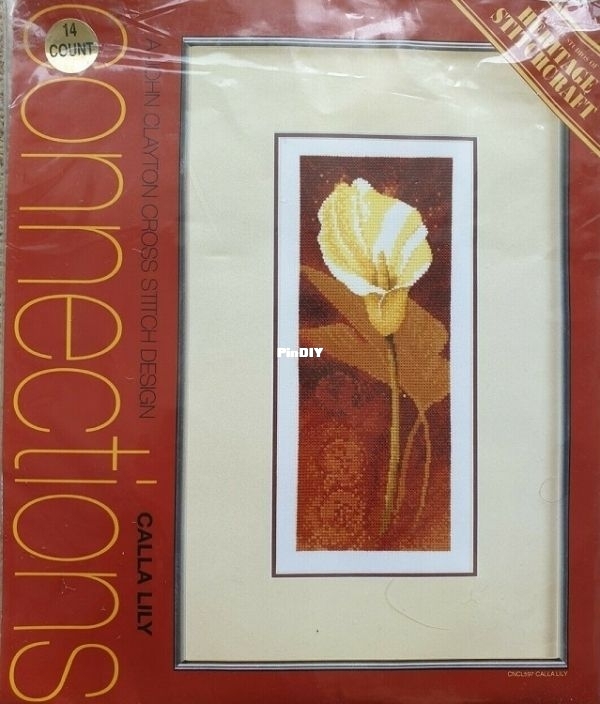 14
COUNT
connections
A JOHN CLAYTON CROSS STITCH DESIGN
CALLA LILY
HERITAGE
STITCHCRAFT
PinDIY
CNCL597 CALLA LILY